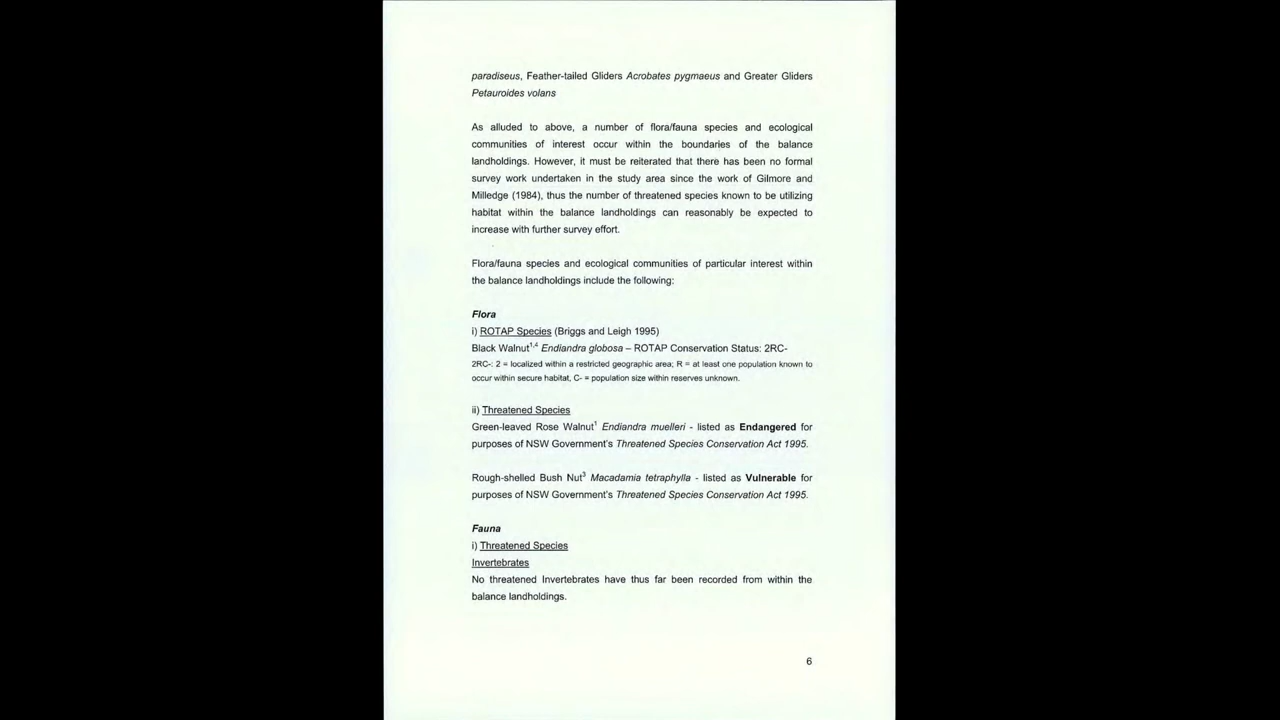 paradiseus, Feather-tailed Gliders Acrobates pygmaeus and Greater Gliders
Petauroides volans
As alluded to above, a number of flora/fauna species and ecological
communities of interest occur within the boundaries of the balance
landholdings. However, it must be reiterated that there has been no formal
survey work undertaken in the study area since the work of Gilmore and
Milledge (1984), thus the number of threatened species known to be utilizing
habitat within the balance landholdings can reasonably be expected to
increase with further survey effort.
Flora/fauna species and ecological communities of particular interest within
the balance landholdings include the following:
Flora
i) ROTAP Species (Briggs and Leigh 1995)
Black Walnut1,4 Endiandra globosa – ROTAP Conservation Status: 2RC-
2RC-: 2 = localized within a restricted geographic area; R = at least one population known to
occur within secure habitat, C- = population size within reserves unknown.
ii) Threatened Species
Green-leaved Rose Walnut1 Endiandra muelleri - listed as Endangered for
purposes of NSW Government's Threatened Species Conservation Act 1995.
Rough-shelled Bush Nut3 Macadamia tetraphylla - listed as Vulnerable for
purposes of NSW Government's Threatened Species Conservation Act 1995.
Fauna
i) Threatened Species
Invertebrates
No threatened Invertebrates have thus far been recorded from within the
balance landholdings.
6